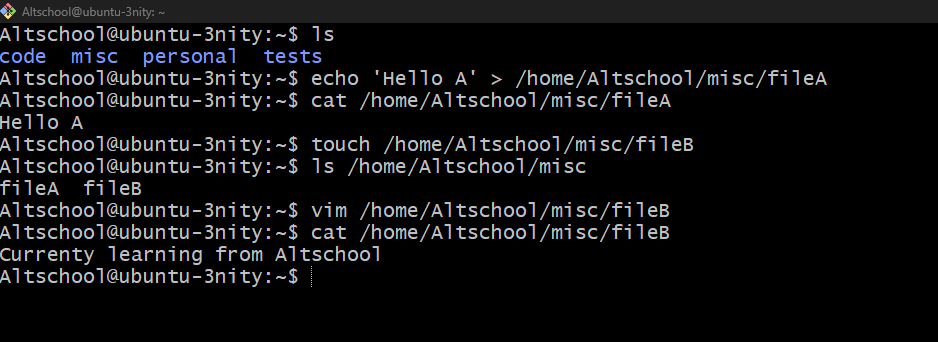 Altschool@ubuntu-3nity: ~
Altschool@ubuntu-3nity:~$ ls
code  misc  personal  tests
Altschool@ubuntu-3nity:~$ echo 'Hello A' > /home/Altschool/misc/fileA
Altschool@ubuntu-3nity:~$ cat /home/Altschool/misc/fileA
Hello A
Altschool@ubuntu-3nity:~$ touch /home/Altschool/misc/fileB
Altschool@ubuntu-3nity:~$ ls /home/Altschool/misc
fileA  fileB
Altschool@ubuntu-3nity:~$ vim /home/Altschool/misc/fileB
Altschool@ubuntu-3nity:~$ cat /home/Altschool/misc/fileB
Currenty learning from Altschool
Altschool@ubuntu-3nity:~$